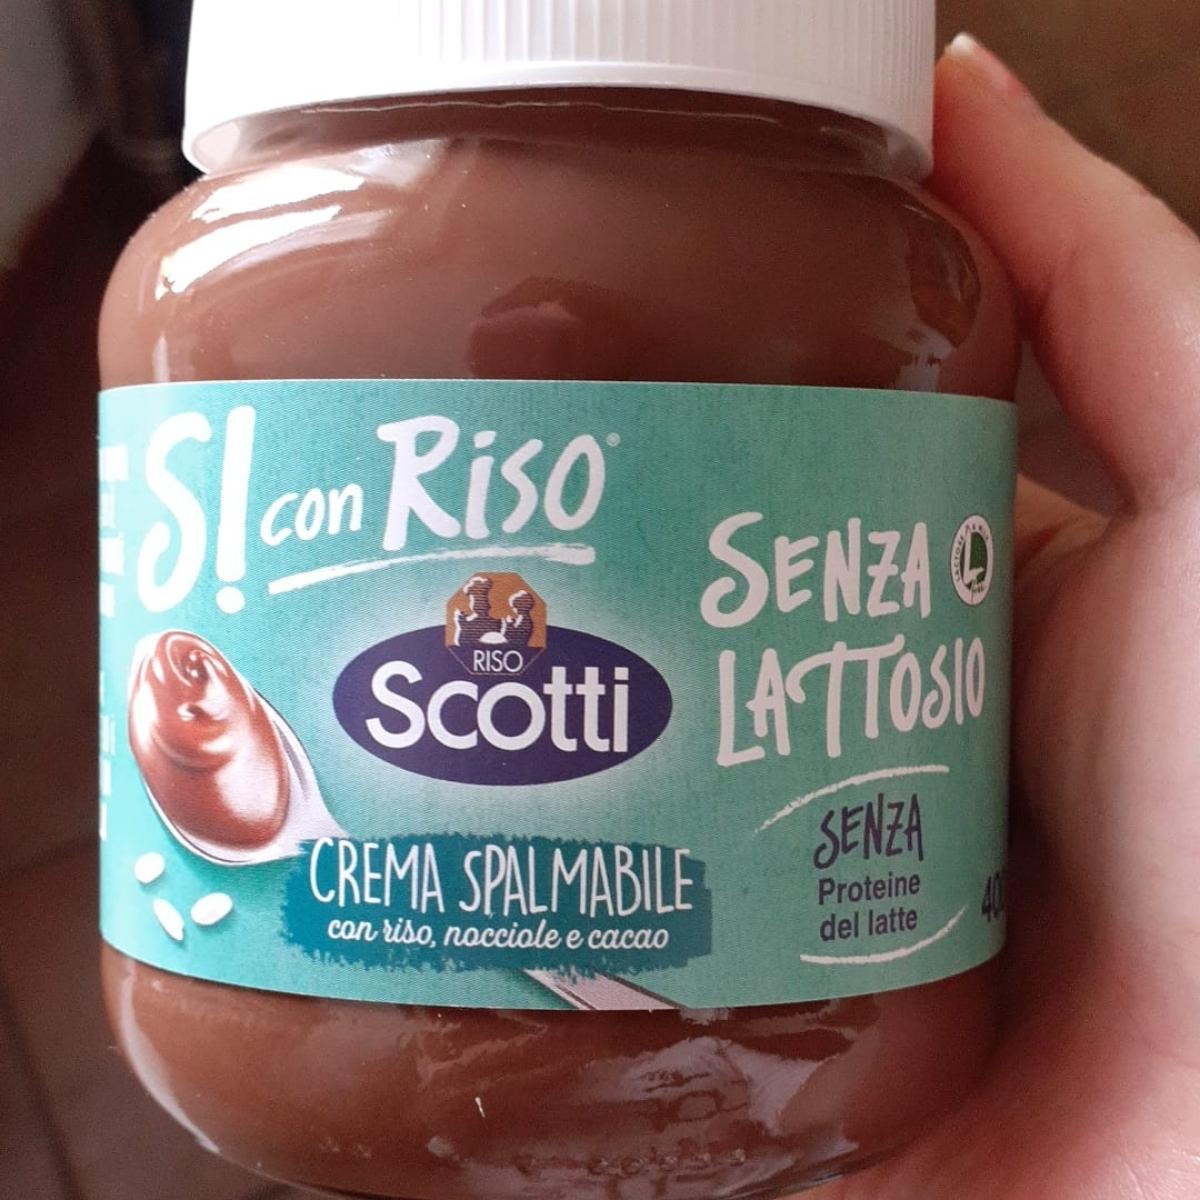 S! con Riso®
RISO
Scotti
SENZA
LATTOSIO
CREMA SPALMABILE
con riso, nocciole e cacao
SENZA
Proteine
del latte